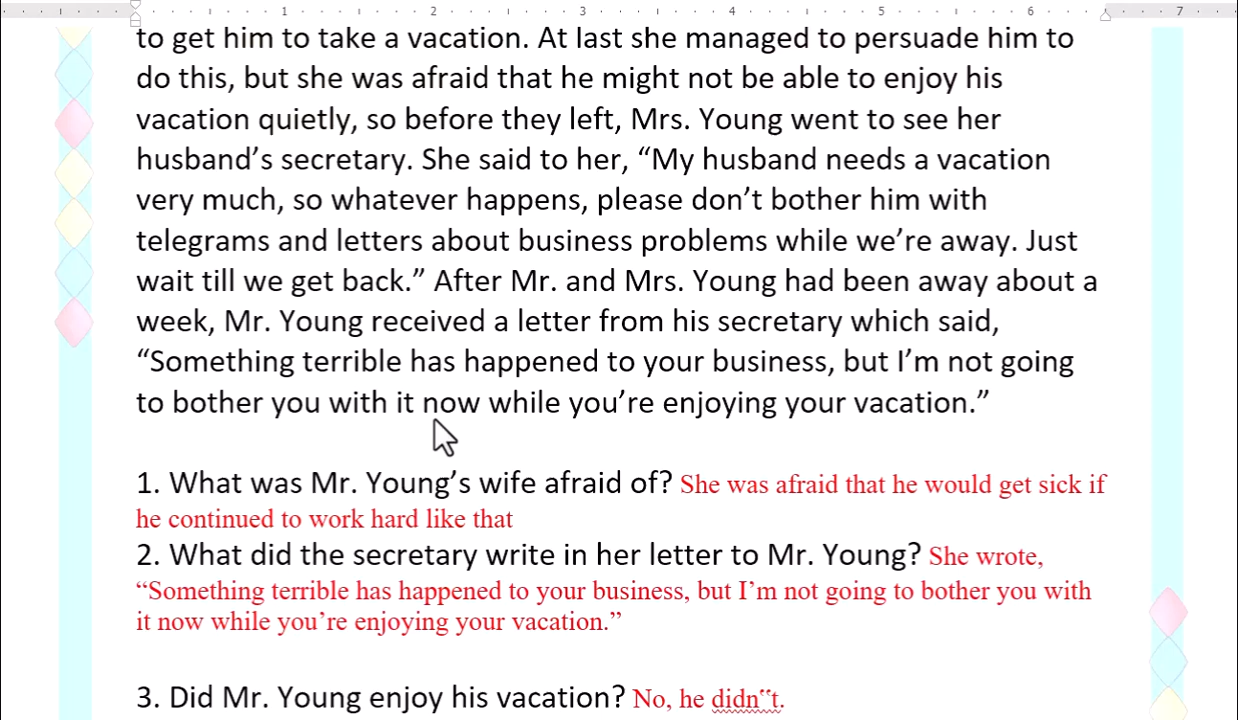 1 2 3 4 5 6 7
to get him to take a vacation. At last she managed to persuade him to
do this, but she was afraid that he might not be able to enjoy his
vacation quietly, so before they left, Mrs. Young went to see her
husband’s secretary. She said to her, “My husband needs a vacation
very much, so whatever happens, please don’t bother him with
telegrams and letters about business problems while we’re away. Just
wait till we get back.” After Mr. and Mrs. Young had been away about a
week, Mr. Young received a letter from his secretary which said,
“Something terrible has happened to your business, but I’m not going
to bother you with it now while you’re enjoying your vacation.”
1. What was Mr. Young’s wife afraid of? She was afraid that he would get sick if
he continued to work hard like that
2. What did the secretary write in her letter to Mr. Young? She wrote,
“Something terrible has happened to your business, but I’m not going to bother you with
it now while you’re enjoying your vacation.”
3. Did Mr. Young enjoy his vacation? No, he didn‟t.